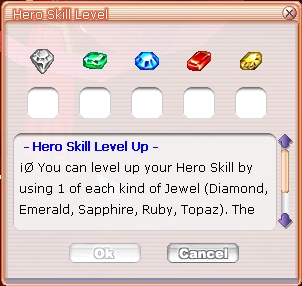 Hero Skill Level
- Hero Skill Level Up -
iØ You can level up your Hero Skill by
using 1 of each kind of Jewel (Diamond,
Emerald, Sapphire, Ruby, Topaz). The
Ok
Cancel